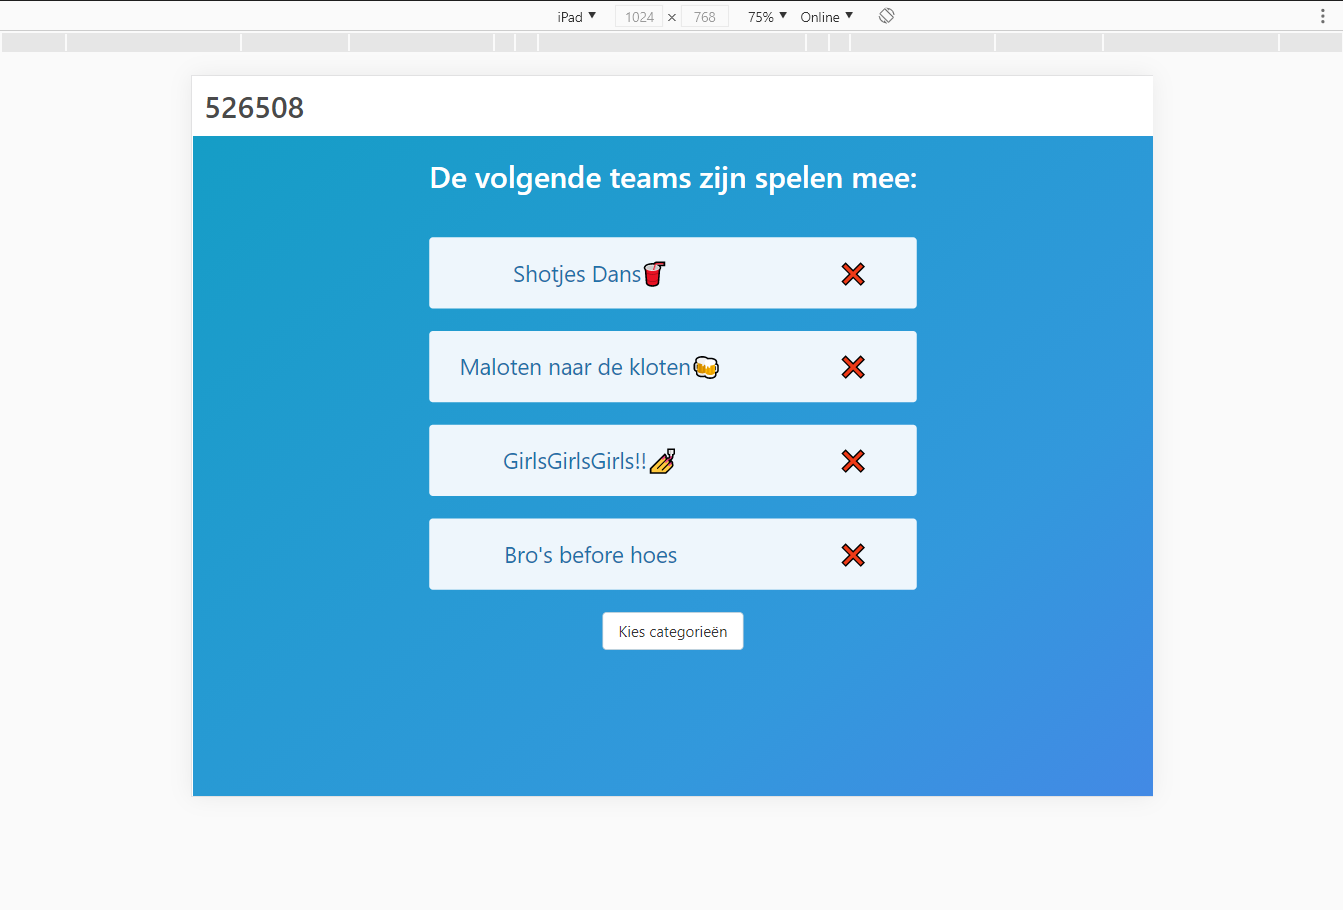 iPad ▼ 1024 × 768 75% ▼ Online ▼
526508
De volgende teams zijn spelen mee:
Shotjes Dans🥤 ❌
Maloten naar de kloten🍻 ❌
GirlsGirlsGirls!!💅 ❌
Bro's before hoes ❌
Kies categorieën